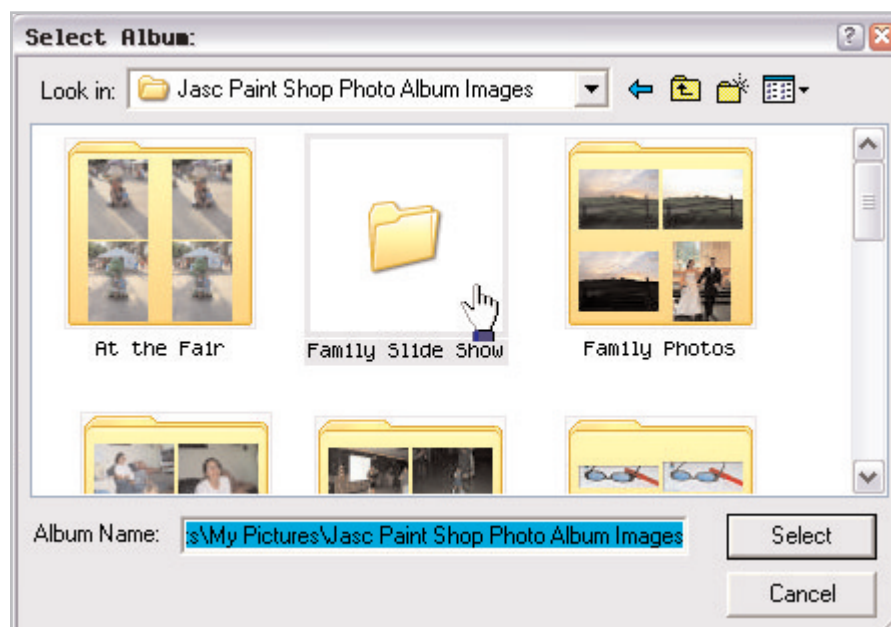 Select Album:
Look in: Jasc Paint Shop Photo Album Images
At the Fair
Family Slide Show
Family Photos
Album Name: :s\My Pictures\Jasc Paint Shop Photo Album Images
Select
Cancel